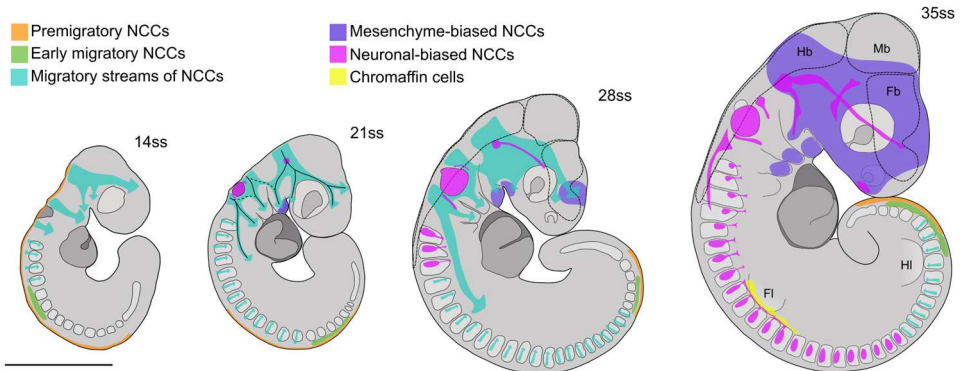 Premigratory NCCs
Early migratory NCCs
Migratory streams of NCCs
Mesenchyme-biased NCCs
Neuronal-biased NCCs
Chromaffin cells
14ss
21ss
28ss
35ss
Hb
Mb
Fb
Fl
Hl